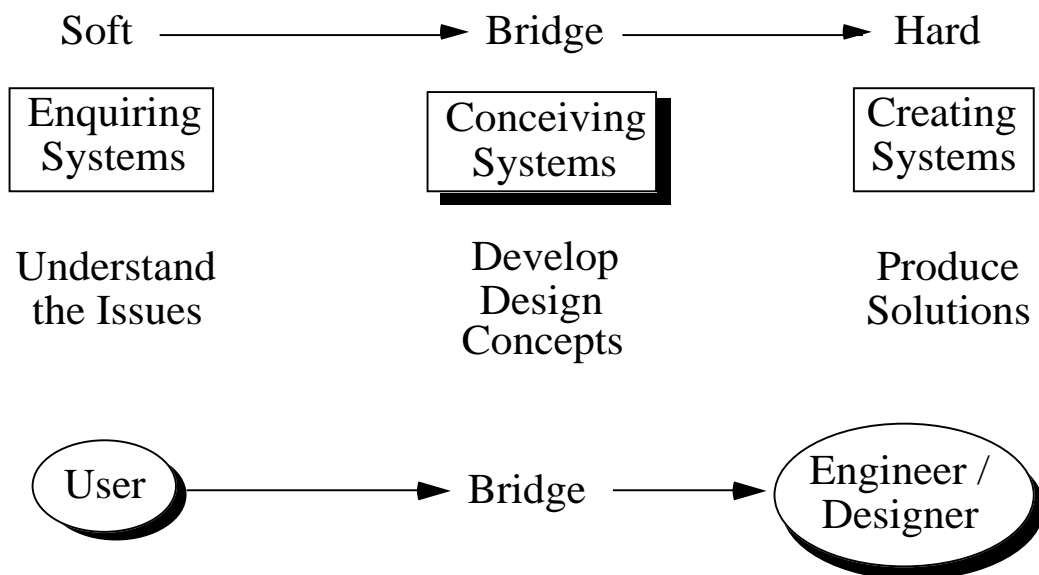 Soft Bridge Hard
Enquiring
Systems
Conceiving
Systems
Creating
Systems
Understand
the Issues
Develop
Design
Concepts
Produce
Solutions
User
Bridge
Engineer /
Designer